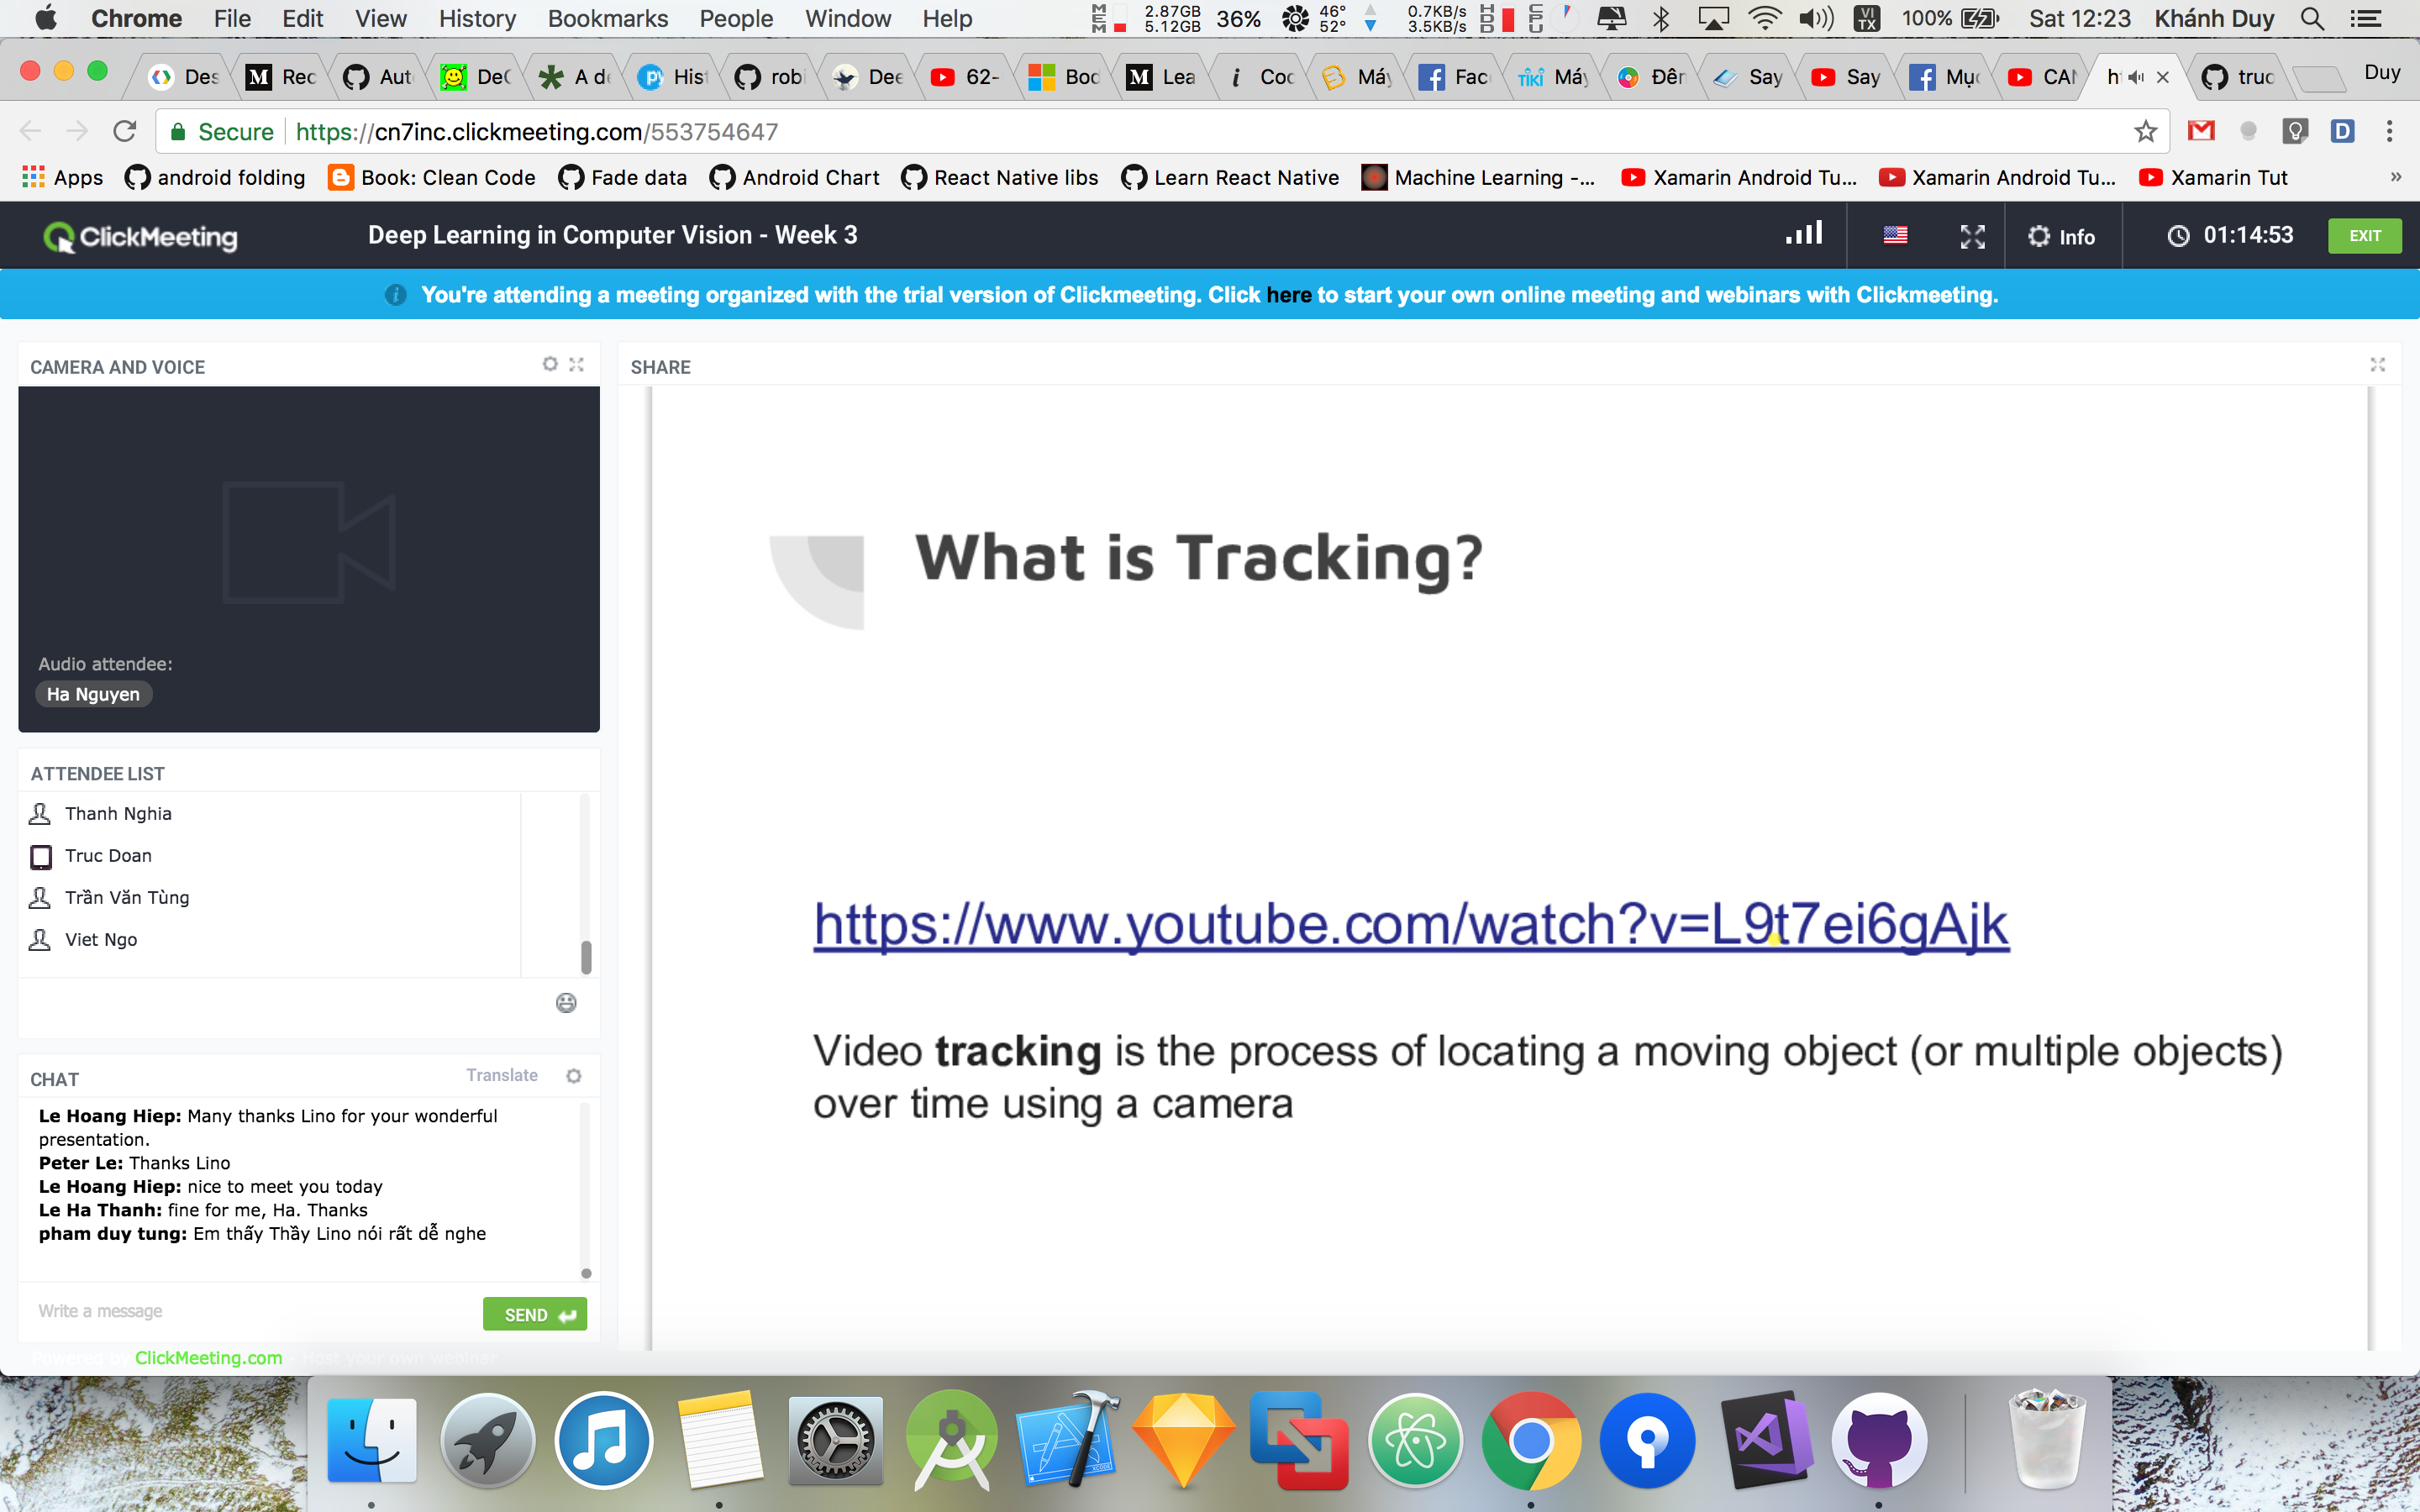 Chrome File Edit View History Bookmarks People Window Help MEM 2.87GB 5.12GB 36% 46° 52° 0.7KB/s 3.5KB/s HDD CPU VI TX 100% Sat 12:23 Khánh Duy
Des Rec Aut DeC A de Hist robi Dee 62- Boc Lea Coc Máy Fac TIKI Máy Đêr Say Say Mục CAN truc Duy
Secure https://cn7inc.clickmeeting.com/553754647
Apps android folding Book: Clean Code Fade data Android Chart React Native libs Learn React Native Machine Learning -... Xamarin Android Tu... Xamarin Android Tu... Xamarin Tut »
ClickMeeting Deep Learning in Computer Vision - Week 3 Info 01:14:53 EXIT
You're attending a meeting organized with the trial version of Clickmeeting. Click here to start your own online meeting and webinars with Clickmeeting.
CAMERA AND VOICE
Audio attendee:
Ha Nguyen
ATTENDEE LIST
Thanh Nghia
Truc Doan
Trần Văn Tùng
Viet Ngo
CHAT Translate
Le Hoang Hiep: Many thanks Lino for your wonderful
presentation.
Peter Le: Thanks Lino
Le Hoang Hiep: nice to meet you today
Le Ha Thanh: fine for me, Ha. Thanks
pham duy tung: Em thấy Thầy Lino nói rất dễ nghe
Write a message SEND
Powered by ClickMeeting.com
SHARE
What is Tracking?
https://www.youtube.com/watch?v=L9t7ei6gAjk
Video tracking is the process of locating a moving object (or multiple objects)
over time using a camera